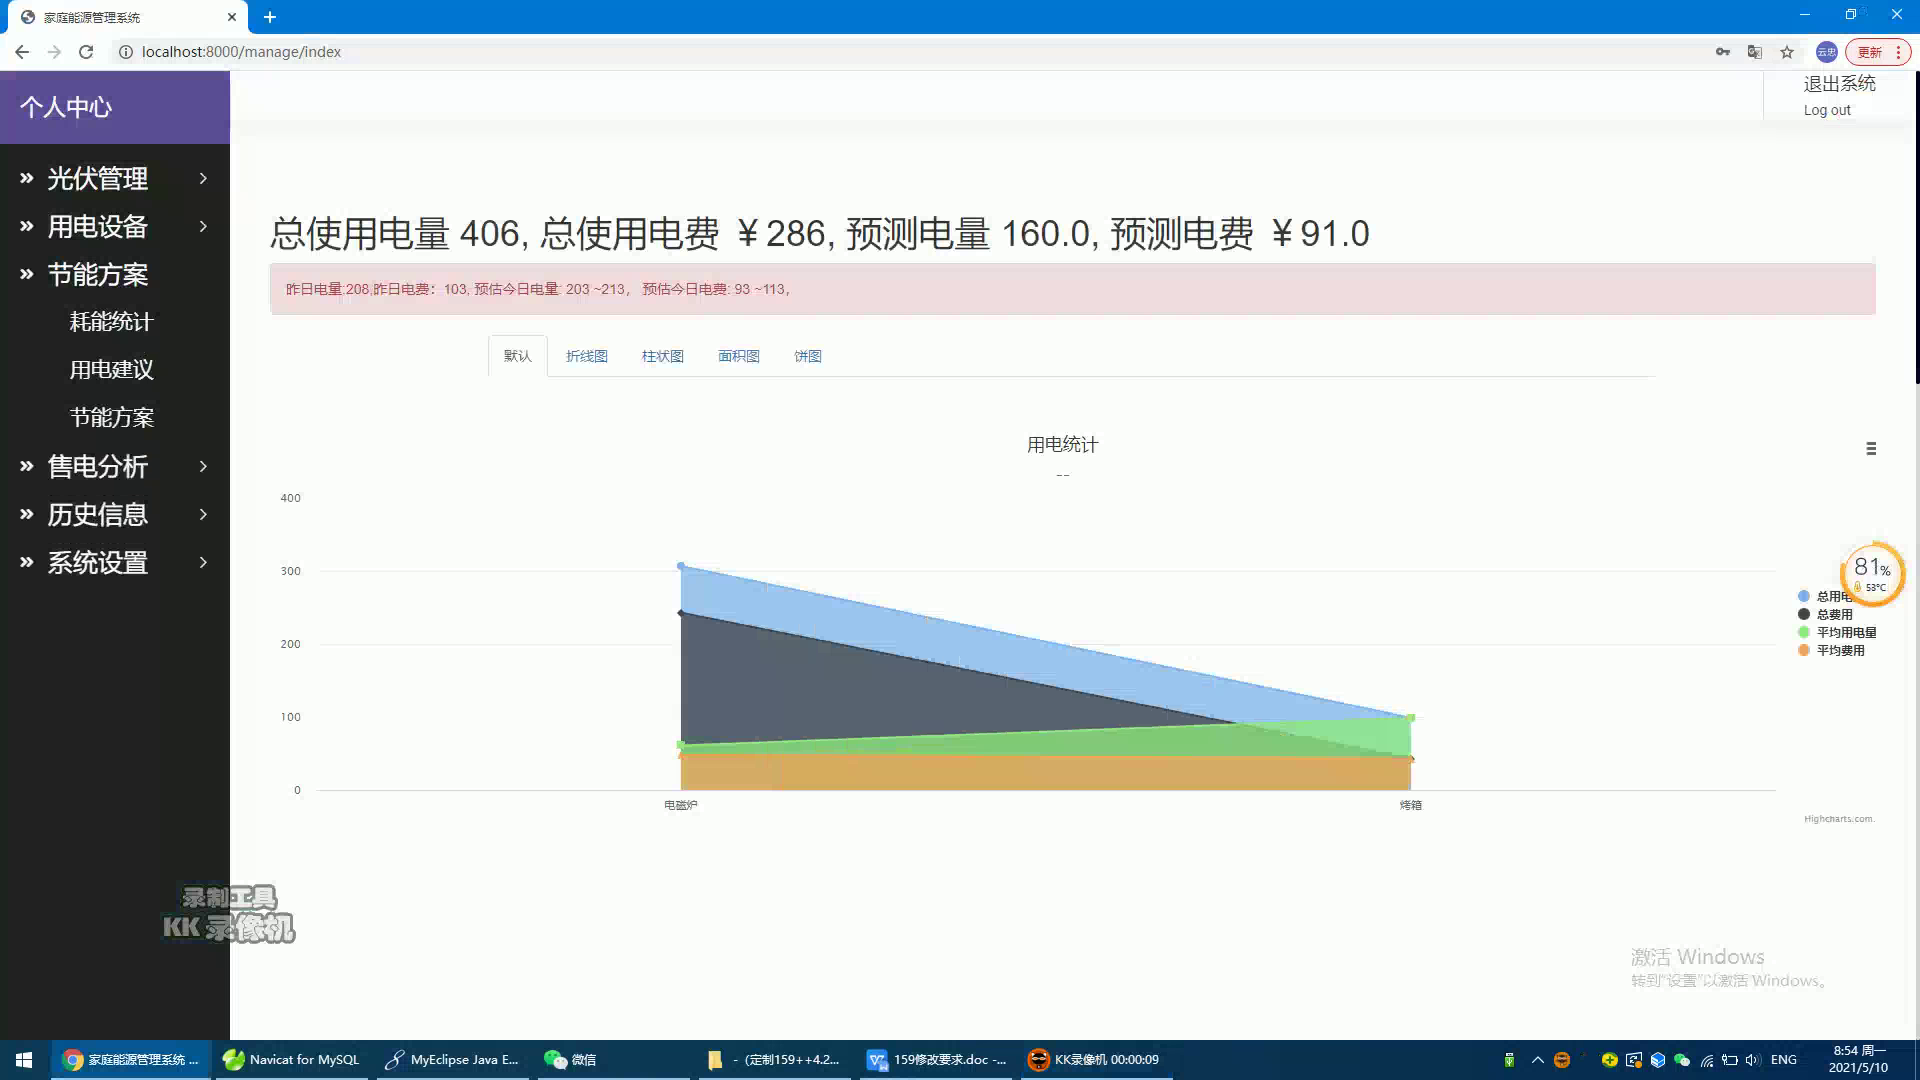 家庭能源管理系统
localhost:8000/manage/index
云忠
更新
个人中心
退出系统
Log out
光伏管理
用电设备
节能方案
耗能统计
用电建议
节能方案
售电分析
历史信息
系统设置
总使用电量 406, 总使用电费 ￥286, 预测电量 160.0, 预测电费 ￥91.0
昨日电量:208,昨日电费：103, 预估今日电量: 203 ~213， 预估今日电费: 93 ~113，
默认 折线图 柱状图 面积图 饼图
用电统计
--
400
300
200
100
0
电磁炉 烤箱
81%
53°C
总用电
总费用
平均用电量
平均费用
Highcharts.com.
录制工具
KK 录像机
激活 Windows
转到"设置"以激活 Windows。
家庭能源管理系统 ...
Navicat for MySQL
MyEclipse Java E...
微信
-（定制159++4.2...
159修改要求.doc -...
KK录像机 00:00:09
ENG
8:54 周一
2021/5/10